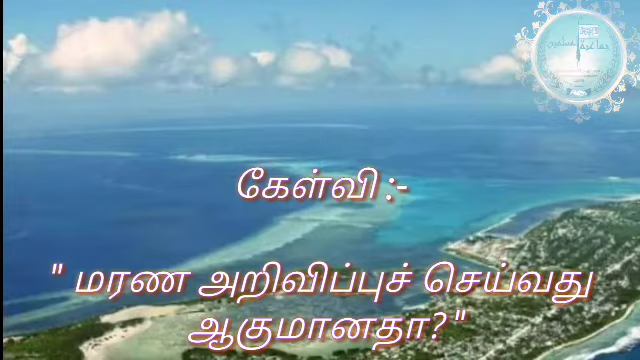 கேள்வி :-
" மரண அறிவிப்புச் செய்வது
ஆகுமானதா? "